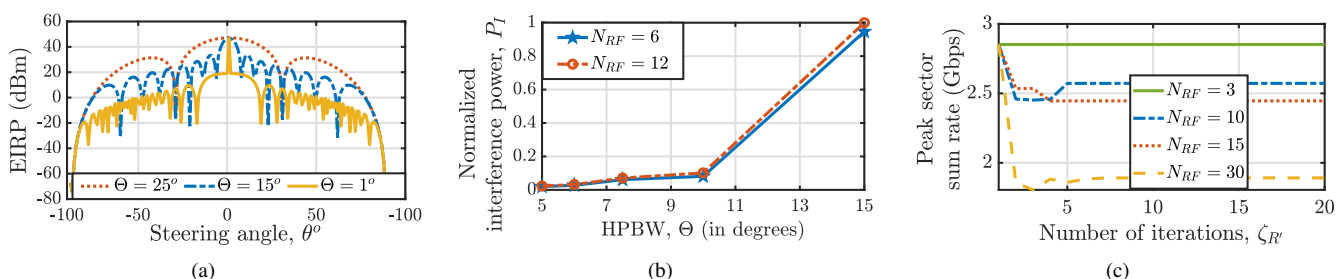 EIRP (dBm)
60
40
20
0
-20
-40
-60
80
Θ = 25° Θ = 15° Θ = 1°
-100 -50 0 50 -100
Steering angle, θ°
(a)
Normalized
interference power, P_I
1
0.8
0.6
0.4
0.2
0
N_RF = 6
N_RF = 12
5 7 9 11 13 15
HPBW, Θ (in degrees)
(b)
Peak sector
sum rate (Gbps)
3
2.5
2
N_RF = 3
N_RF = 10
N_RF = 15
N_RF = 30
5 10 15 20
Number of iterations, ζ_R'
(c)